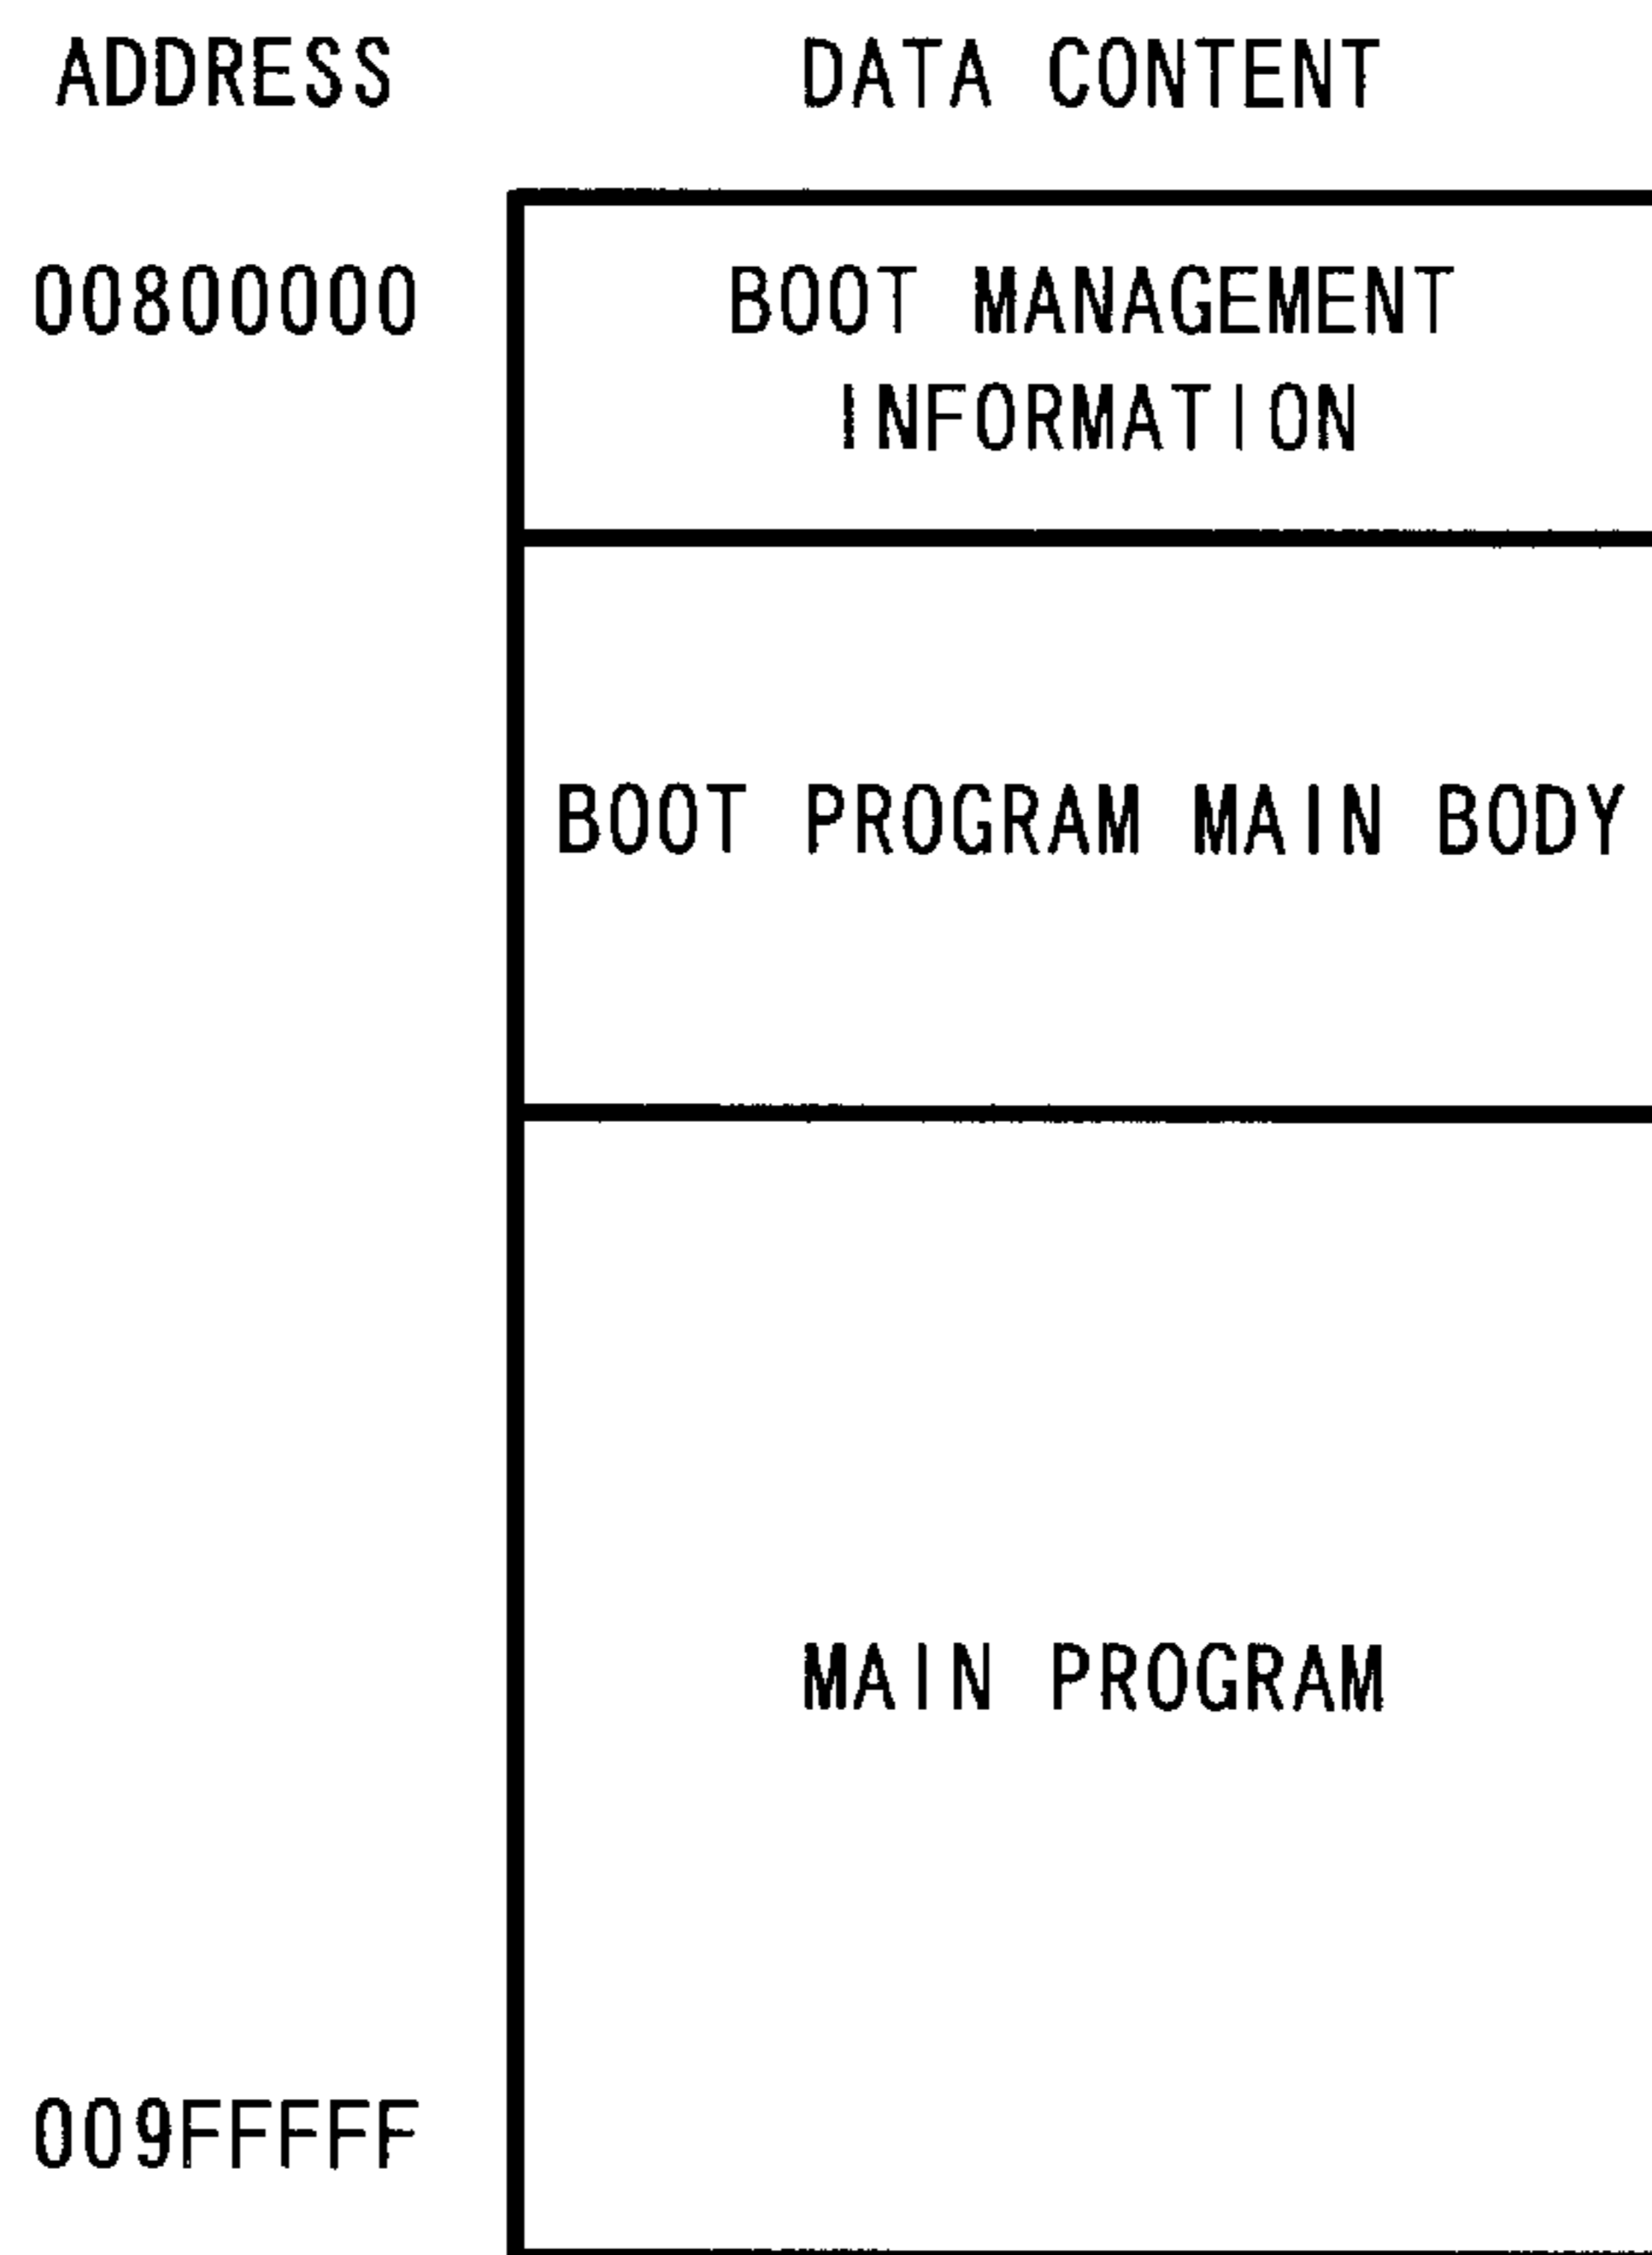 ADDRESS DATA CONTENT
00800000 BOOT MANAGEMENT
INFORMATION
BOOT PROGRAM MAIN BODY
MAIN PROGRAM
009FFFFF